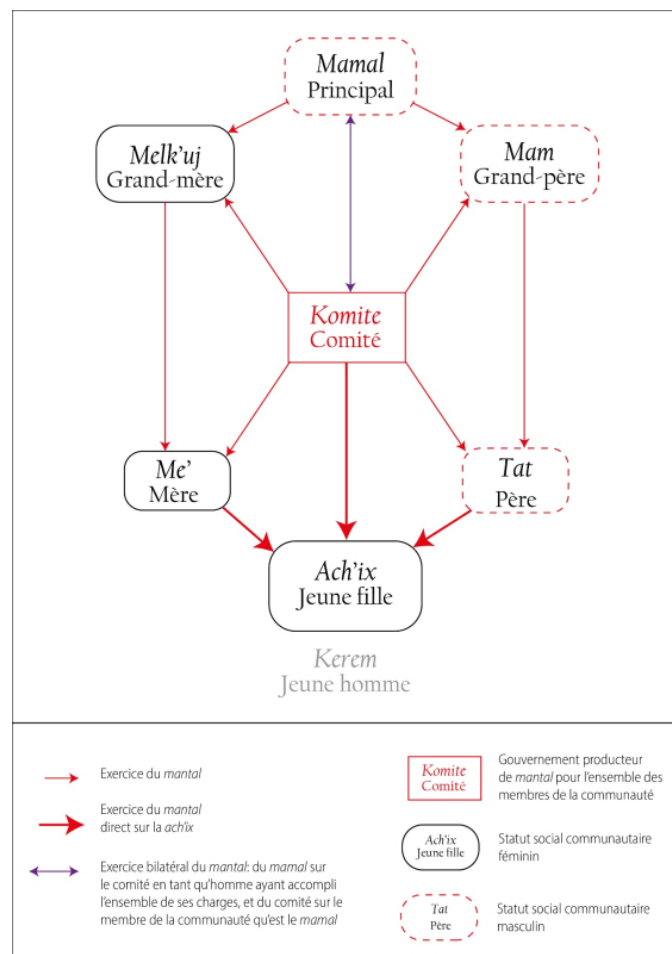 Mamal
Principal
Melk'uj
Grand-mère
Mam
Grand-père
Komite
Comité
Me'
Mère
Tat
Père
Ach'ix
Jeune fille
Kerem
Jeune homme
Exercice du mantal
Exercice du mantal
direct sur la ach'ix
Exercice bilatéral du mantal: du mamal sur
le comité en tant qu'homme ayant accompli
l'ensemble de ses charges, et du comité sur le
membre de la communauté qu'est le mamal
Komite
Comité
Gouvernement producteur
de mantal pour l'ensemble des
membres de la communauté
Ach'ix
Jeune fille
Statut social communautaire
féminin
Tat
Père
Statut social communautaire
masculin